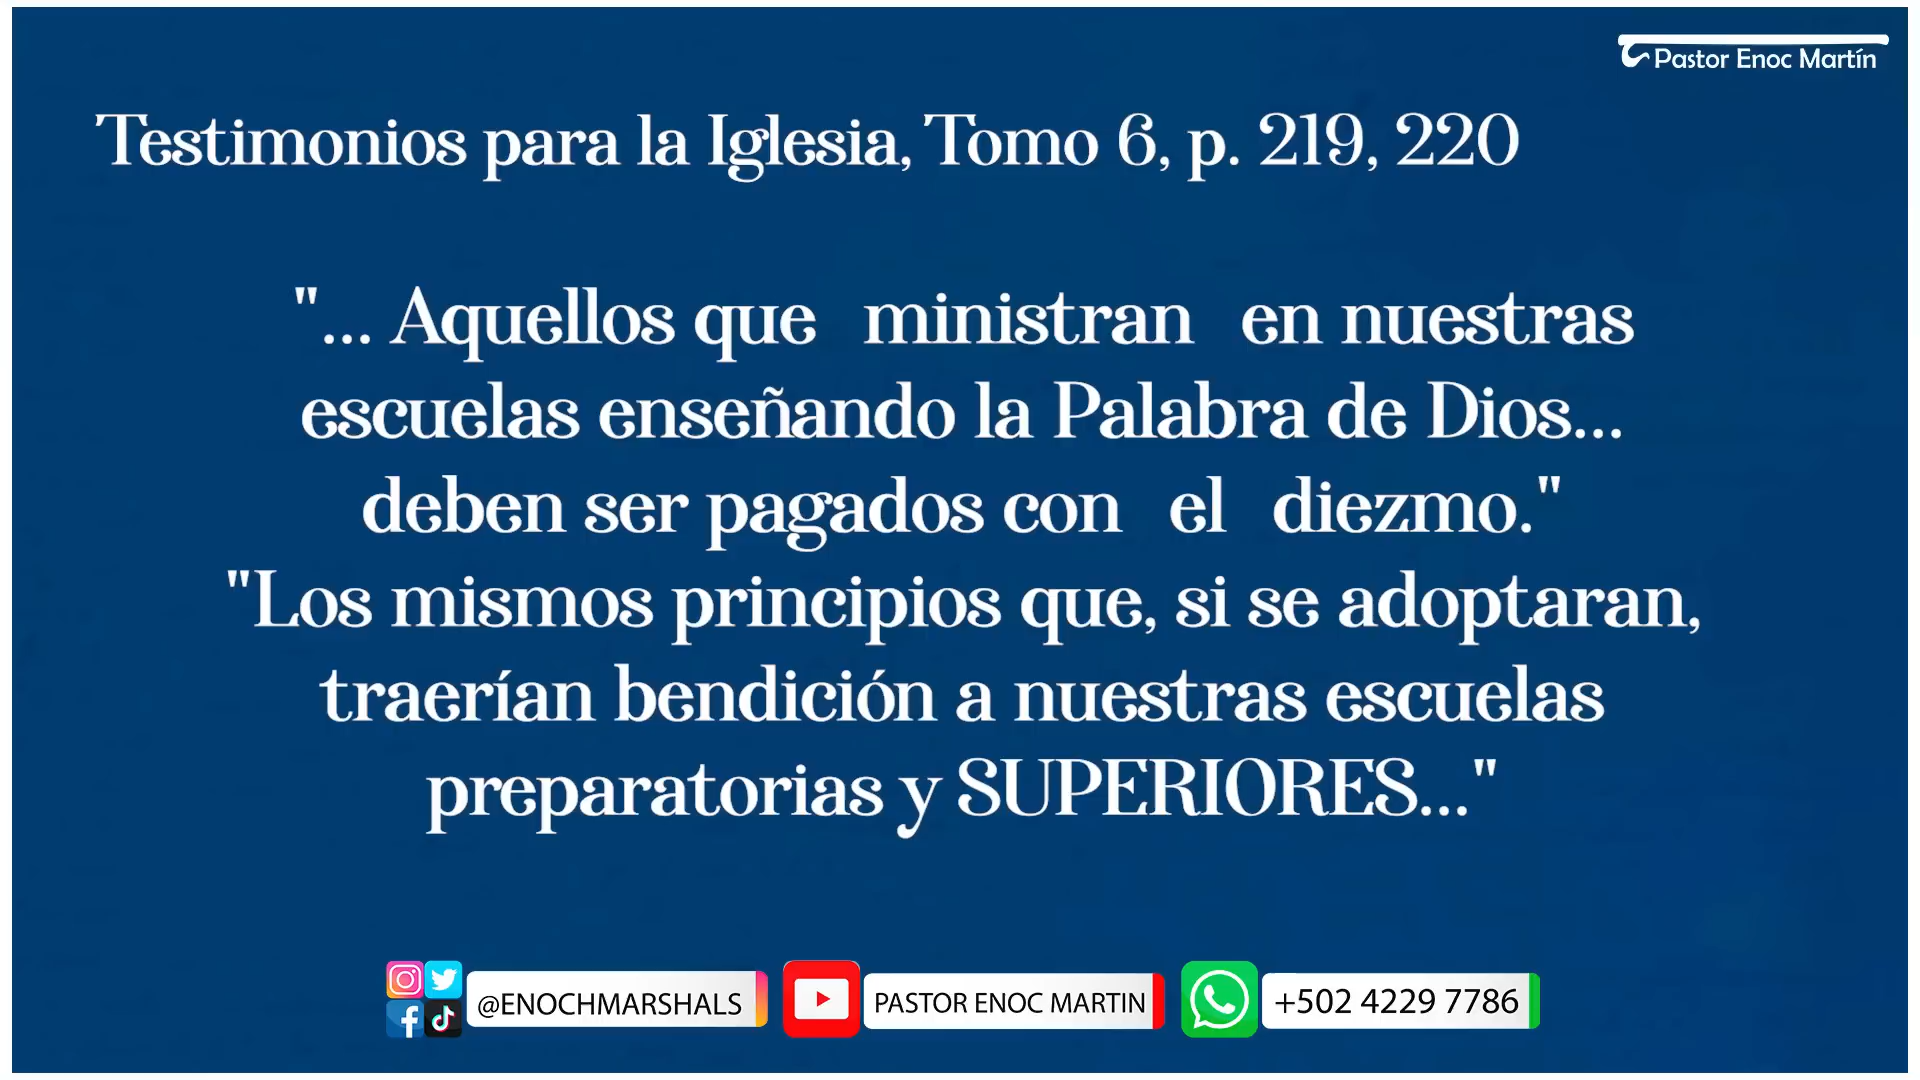 Pastor Enoc Martín
Testimonios para la Iglesia, Tomo 6, p. 219, 220
"... Aquellos que ministran en nuestras
escuelas enseñando la Palabra de Dios...
deben ser pagados con el diezmo."
"Los mismos principios que, si se adoptaran,
traerían bendición a nuestras escuelas
preparatorias y SUPERIORES..."
@ENOCHMARSHALS
PASTOR ENOC MARTIN
+502 4229 7786